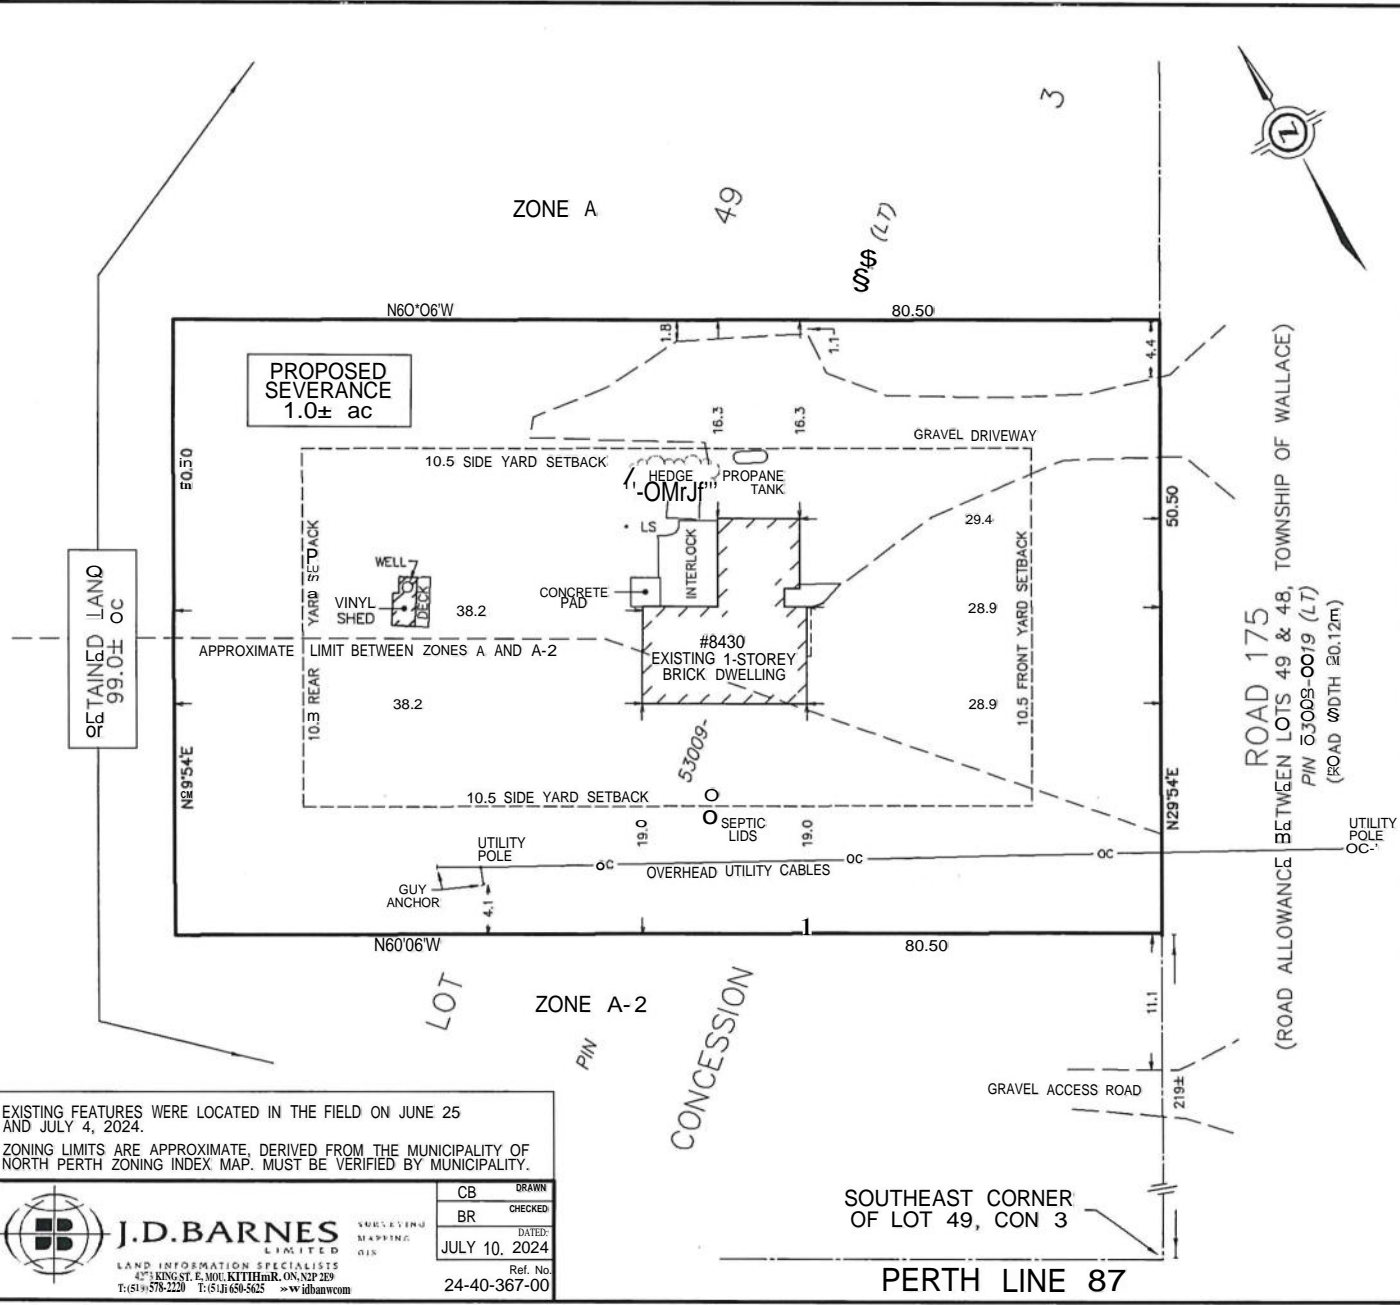 3
49
ZONE A
(LT)
N60°06'W
80.50
PROPOSED
SEVERANCE
1.0± ac
1.8
1.1
4.4
16.3
16.3
GRAVEL DRIVEWAY
10.5 SIDE YARD SETBACK
HEDGE
PROPANE
TANK
50.50
LS
29.4
WELL
VINYL
SHED
DECK
CONCRETE
PAD
INTERLOCK
38.2
28.9
APPROXIMATE LIMIT BETWEEN ZONES A AND A-2
#8430
EXISTING 1-STOREY
BRICK DWELLING
38.2
28.9
10.5 FRONT YARD SETBACK
REAR YARD
53009-
N29°54'E
10.5 SIDE YARD SETBACK
SEPTIC
LIDS
19.0
19.0
UTILITY
POLE
OC
OC
OC
OVERHEAD UTILITY CABLES
GUY
ANCHOR
4.1
UTILITY
POLE
OC
N60'06'W
80.50
99.0±
ROAD 175
(ROAD ALLOWANCE BETWEEN LOTS 49 & 48, TOWNSHIP OF WALLACE)
PIN 53009-0019 (LT)
LOT
ZONE A-2
PIN
CONCESSION
11.1
219±
GRAVEL ACCESS ROAD
EXISTING FEATURES WERE LOCATED IN THE FIELD ON JUNE 25
AND JULY 4, 2024.
ZONING LIMITS ARE APPROXIMATE, DERIVED FROM THE MUNICIPALITY OF
NORTH PERTH ZONING INDEX MAP. MUST BE VERIFIED BY MUNICIPALITY.
J.D.BARNES
LIMITED
SURVEYING
MAPPING
GIS
LAND INFORMATION SPECIALISTS
T:(519)578-2220
CB DRAWN
BR CHECKED:
DATED:
JULY 10, 2024
Ref. No.
24-40-367-00
SOUTHEAST CORNER
OF LOT 49, CON 3
PERTH LINE 87